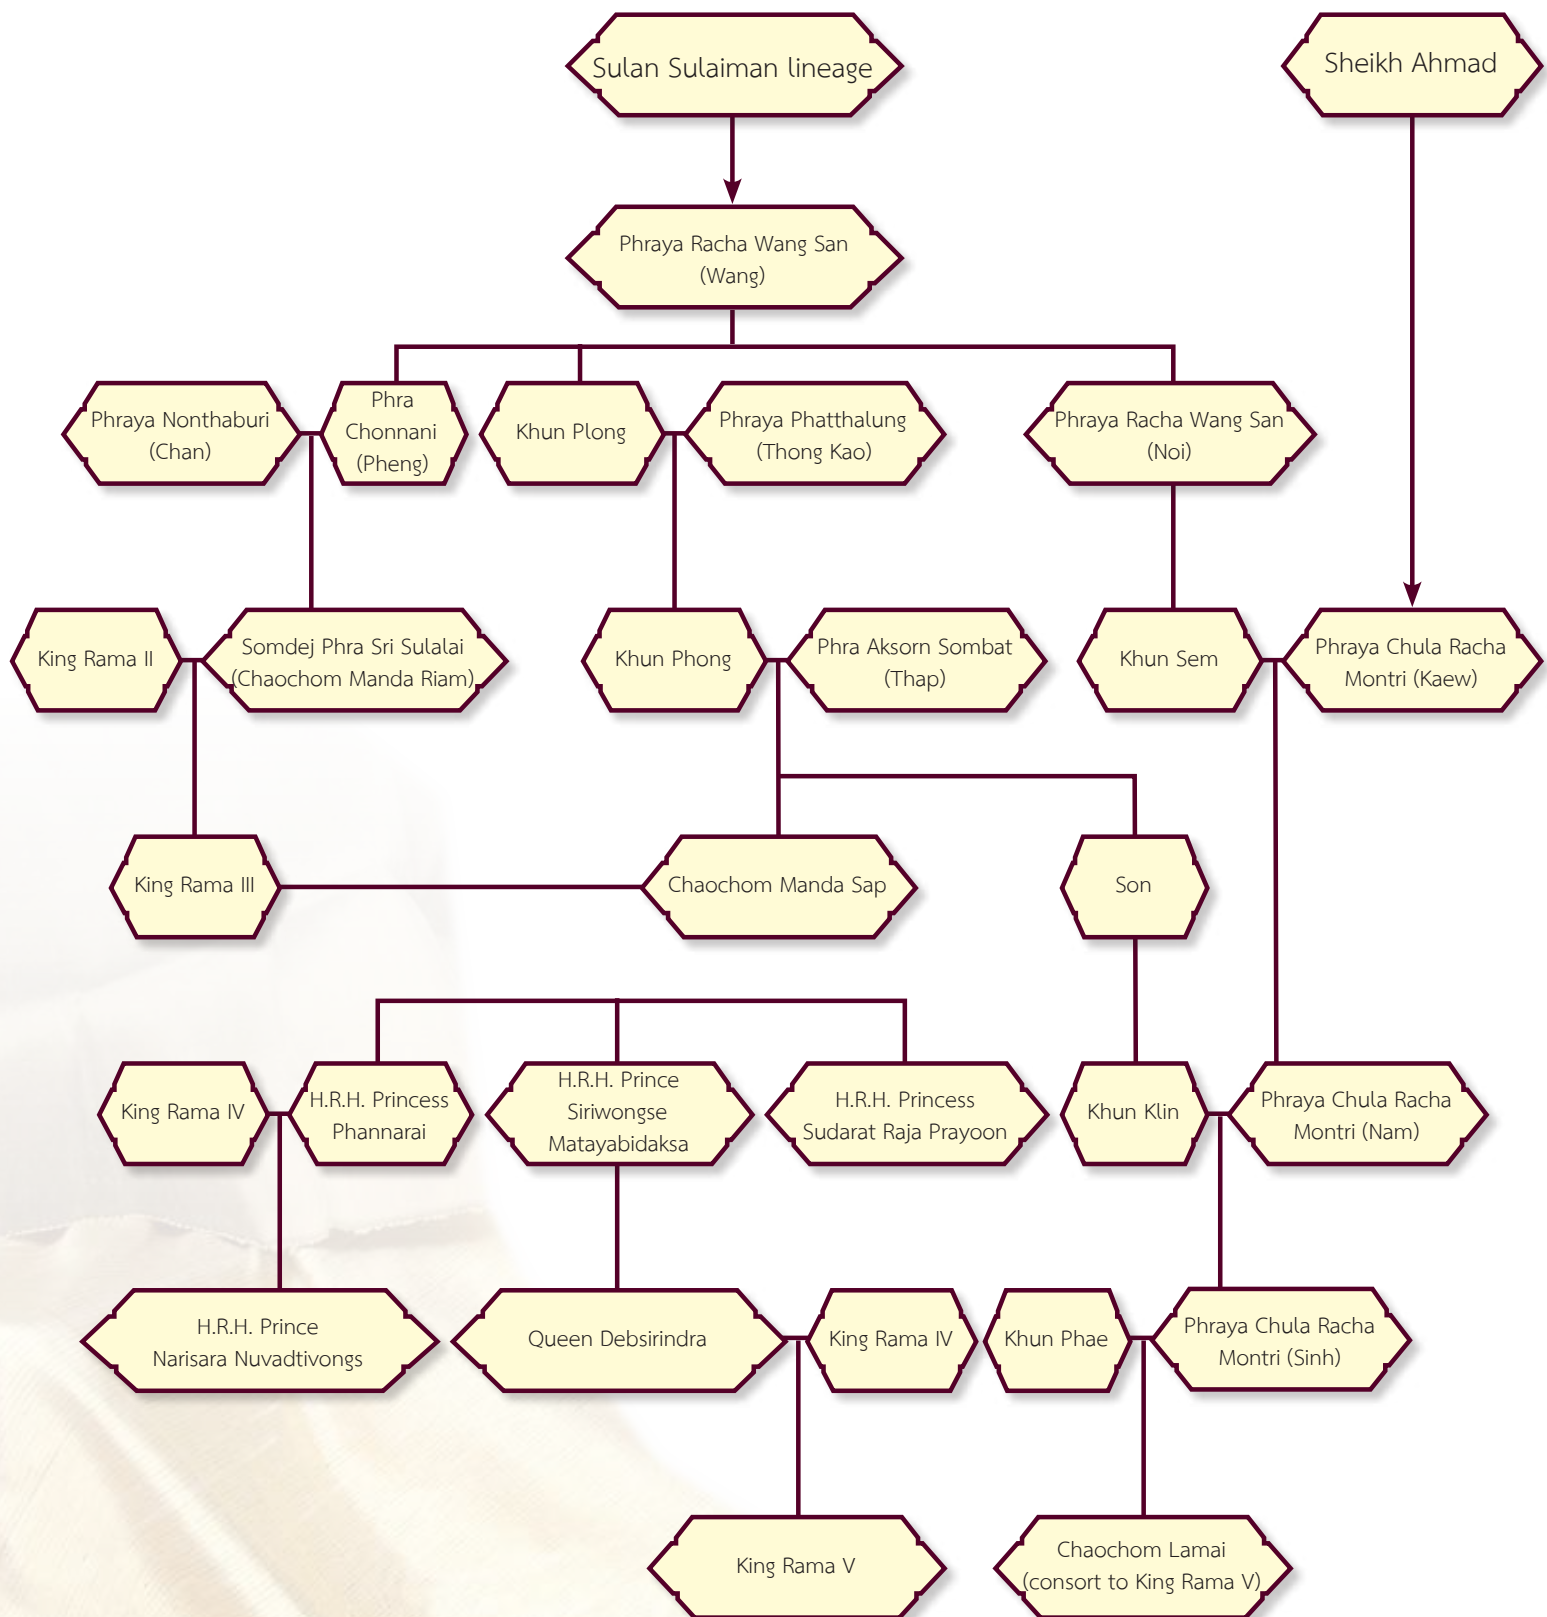 Sulan Sulaiman lineage
Sheikh Ahmad
Phraya Racha Wang San
(Wang)
Phraya Nonthaburi
(Chan)
Phra
Chonnani
(Pheng)
Khun Plong
Phraya Phatthalung
(Thong Kao)
Phraya Racha Wang San
(Noi)
King Rama II
Somdej Phra Sri Sulalai
(Chaochom Manda Riam)
Khun Phong
Phra Aksorn Sombat
(Thap)
Khun Sem
Phraya Chula Racha
Montri (Kaew)
King Rama III
Chaochom Manda Sap
Son
King Rama IV
H.R.H. Princess
Phannarai
H.R.H. Prince
Siriwongse
Matayabidaksa
H.R.H. Princess
Sudarat Raja Prayoon
Khun Klin
Phraya Chula Racha
Montri (Nam)
H.R.H. Prince
Narisara Nuvadtivongs
Queen Debsirindra
King Rama IV
Khun Phae
Phraya Chula Racha
Montri (Sinh)
King Rama V
Chaochom Lamai
(consort to King Rama V)